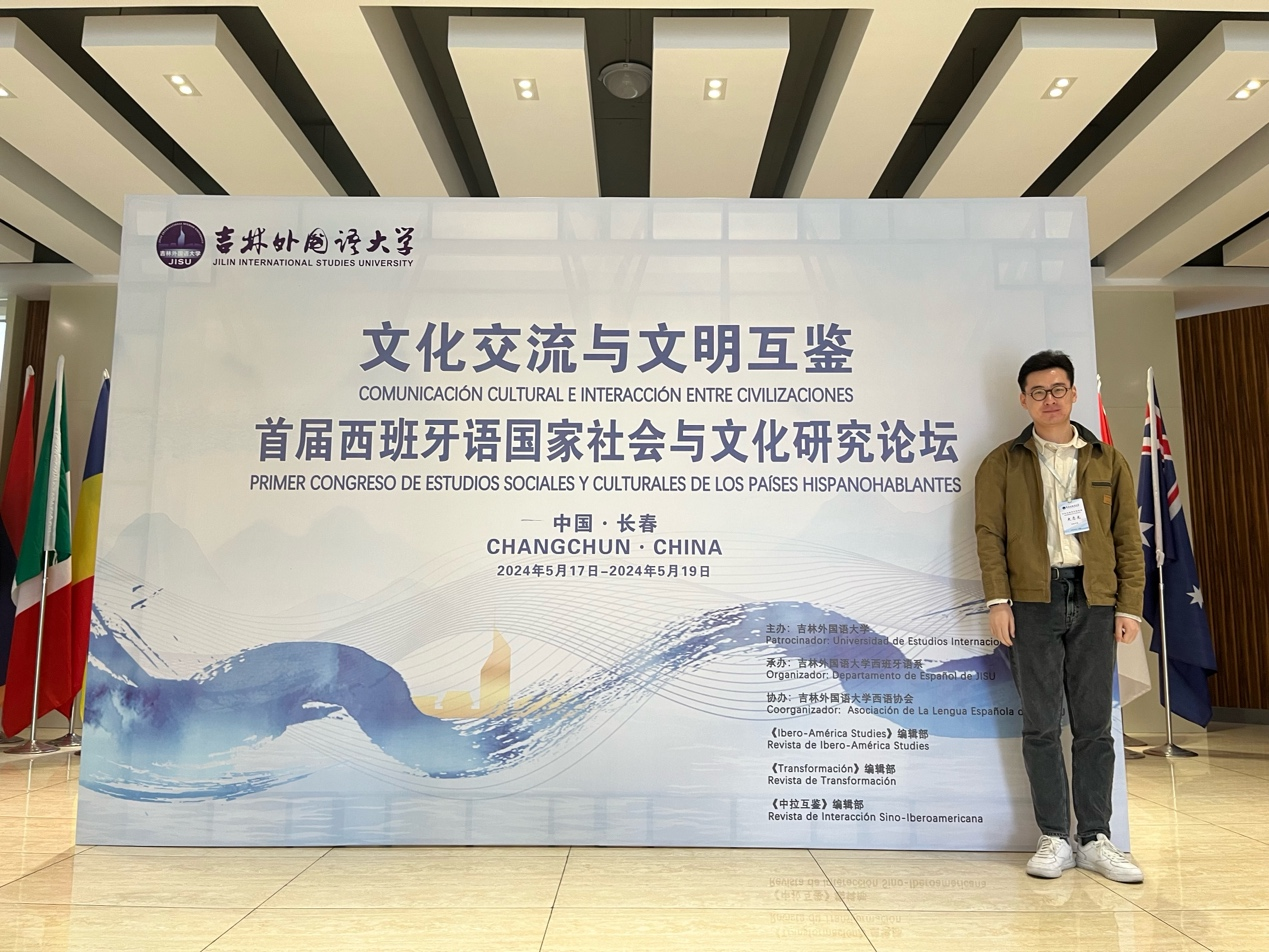 吉林外国语大学
JISU
吉林外国语大学
JILIN INTERNATIONAL STUDIES UNIVERSITY
文化交流与文明互鉴
COMUNICACIÓN CULTURAL E INTERACCIÓN ENTRE CIVILIZACIONES
首届西班牙语国家社会与文化研究论坛
PRIMER CONGRESO DE ESTUDIOS SOCIALES Y CULTURALES DE LOS PAÍSES HISPANOHABLANTES
中国·长春
CHANGCHUN · CHINA
2024年5月17日-2024年5月19日
主办：吉林外国语大学
Patrocinador: Universidad de Estudios Internacio
承办：吉林外国语大学西班牙语系
Organizador: Departamento de Español de JISU
协办：吉林外国语大学西语协会
Coorganizador: Asociación de La Lengua Española
《Ibero-América Studies》编辑部
Revista de Ibero-América Studies
《Transformación》编辑部
Revista de Transformación
《中拉互鉴》编辑部
Revista de Interacción Sino-Iberoamericana